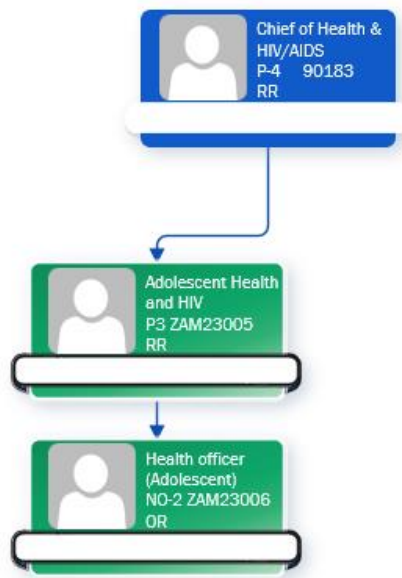 Chief of Health &
HIV/AIDS
P-4 90183
RR
Adolescent Health
and HIV
P3 ZAM23005
RR
Health officer
(Adolescent)
NO-2 ZAM23006
OR